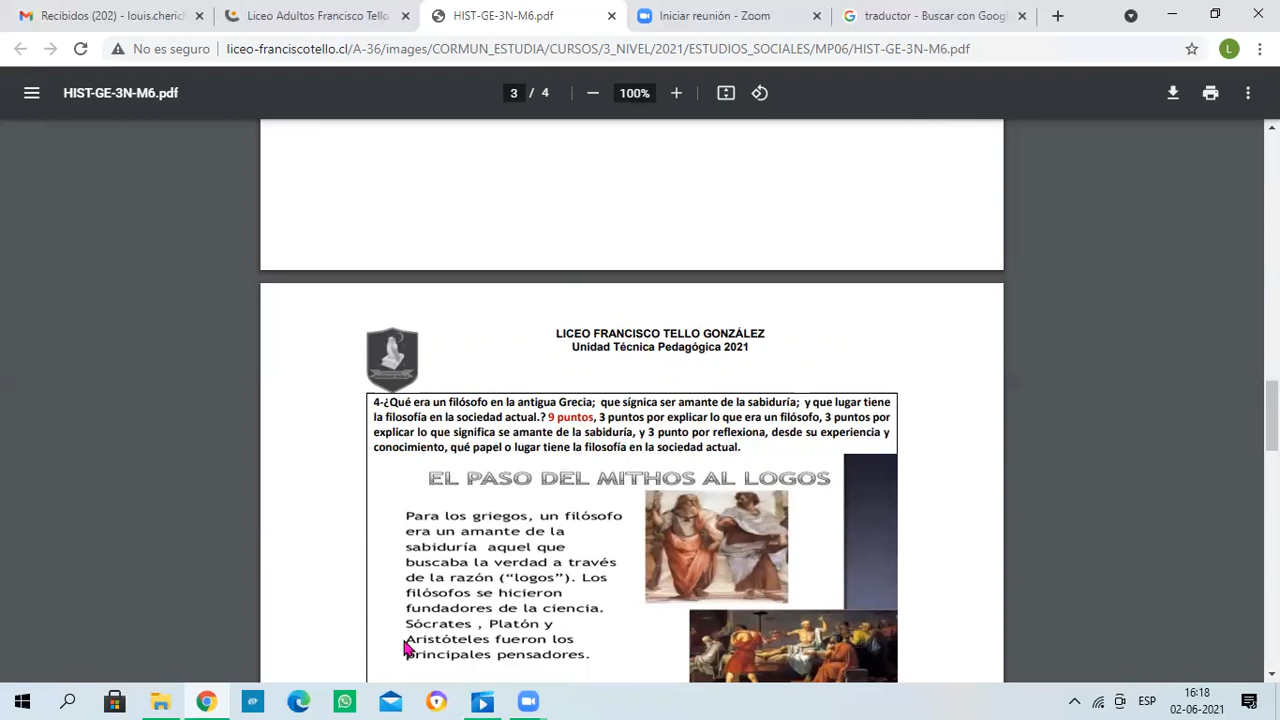 Recibidos (202) - louis.cherich
Liceo Adultos Francisco Tello
HIST-GE-3N-M6.pdf
Iniciar reunión - Zoom
traductor - Buscar con Googl
No es seguro
liceo-franciscotello.cl/A-36/images/CORMUN_ESTUDIA/CURSOS/3_NIVEL/2021/ESTUDIOS_SOCIALES/MP06/HIST-GE-3N-M6.pdf
L
HIST-GE-3N-M6.pdf
3 / 4
100%
LICEO FRANCISCO TELLO GONZÁLEZ
Unidad Técnica Pedagógica 2021
4-¿Qué era un filósofo en la antigua Grecia; que sígnica ser amante de la sabiduría; y que lugar tiene
la filosofía en la sociedad actual.? 9 puntos, 3 puntos por explicar lo que era un filósofo, 3 puntos por
explicar lo que significa se amante de la sabiduría, y 3 punto por reflexiona, desde su experiencia y
conocimiento, qué papel o lugar tiene la filosofía en la sociedad actual.
EL PASO DEL MITHOS AL LOGOS
Para los griegos, un filósofo
era un amante de la
sabiduría aquel que
buscaba la verdad a través
de la razón (“logos”). Los
filósofos se hicieron
fundadores de la ciencia.
Sócrates , Platón y
Aristóteles fueron los
principales pensadores.
ESP
16:18
02-06-2021